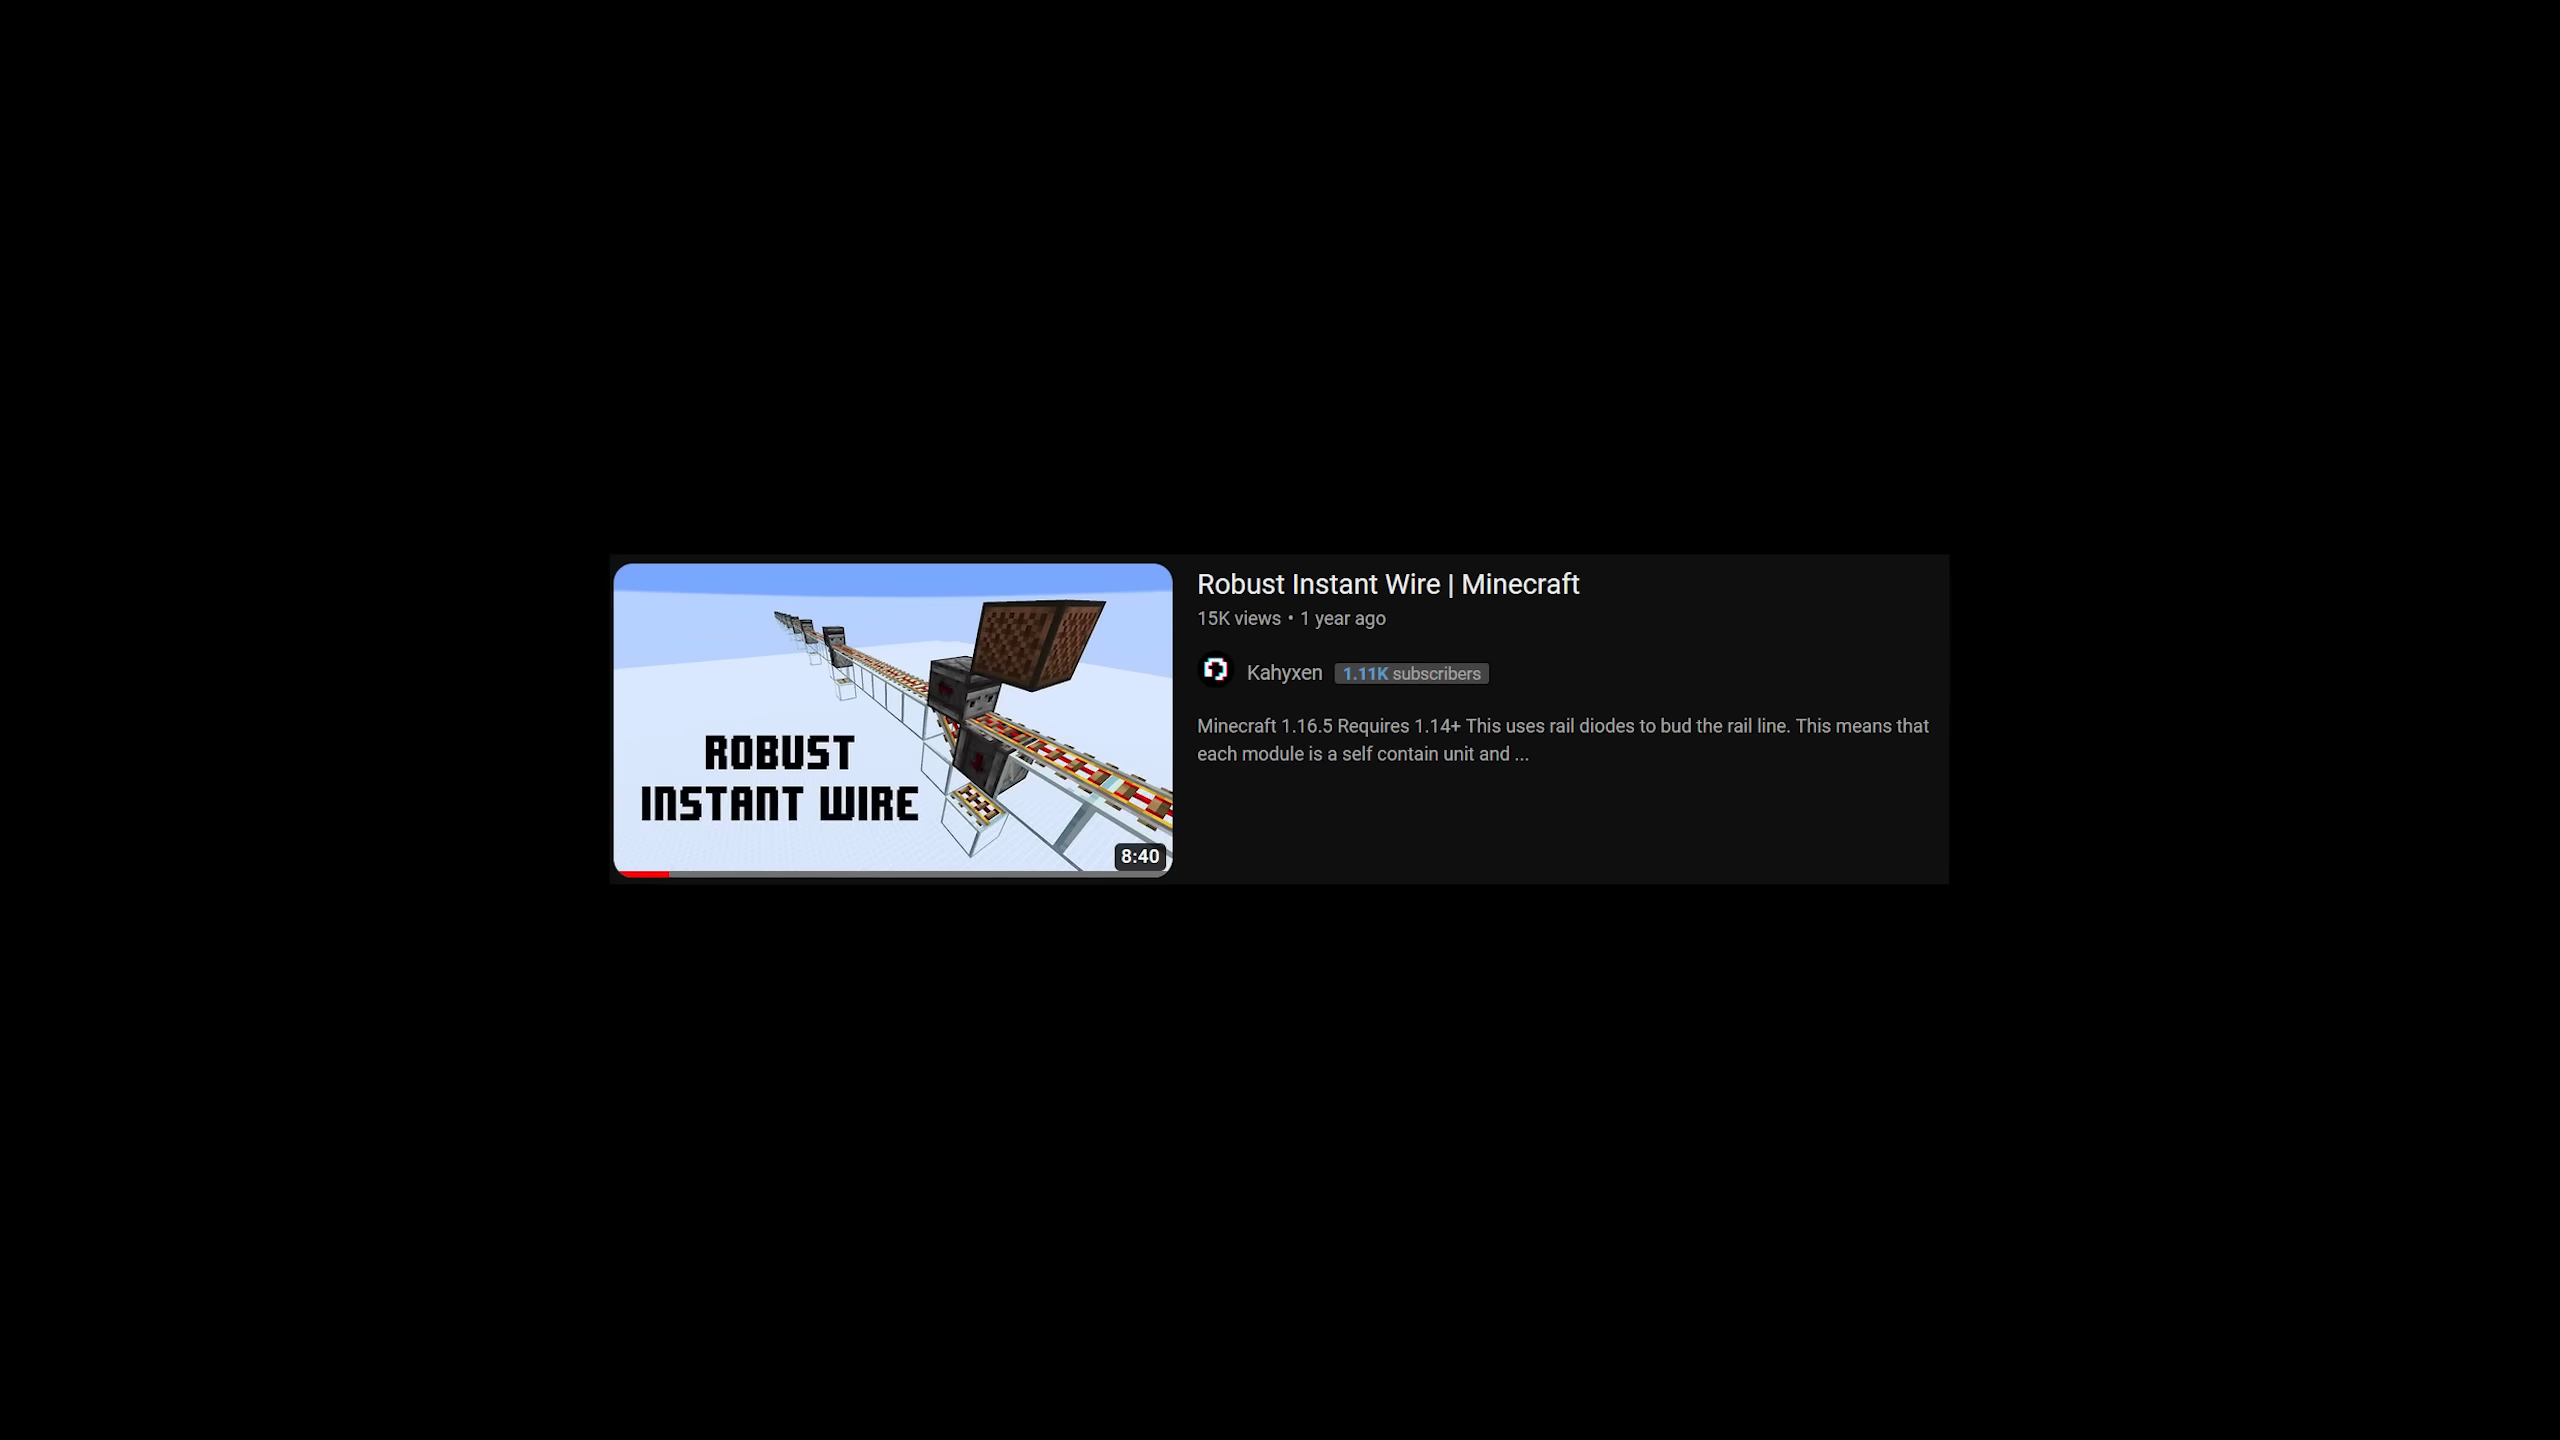 ROBUST
INSTANT WIRE
8:40
Robust Instant Wire | Minecraft
15K views • 1 year ago
Kahyxen 1.11K subscribers
Minecraft 1.16.5 Requires 1.14+ This uses rail diodes to bud the rail line. This means that
each module is a self contain unit and ...